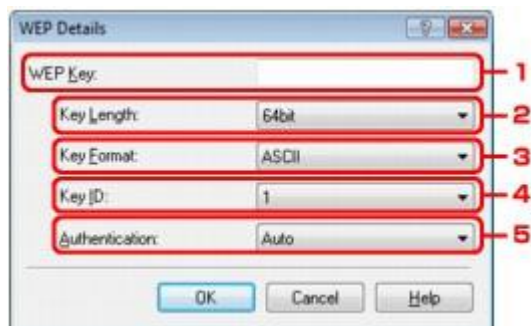 WEP Details
WEP Key: 1
Key Length: 64bit 2
Key Format: ASCII 3
Key ID: 1 4
Authentication: Auto 5
OK Cancel Help